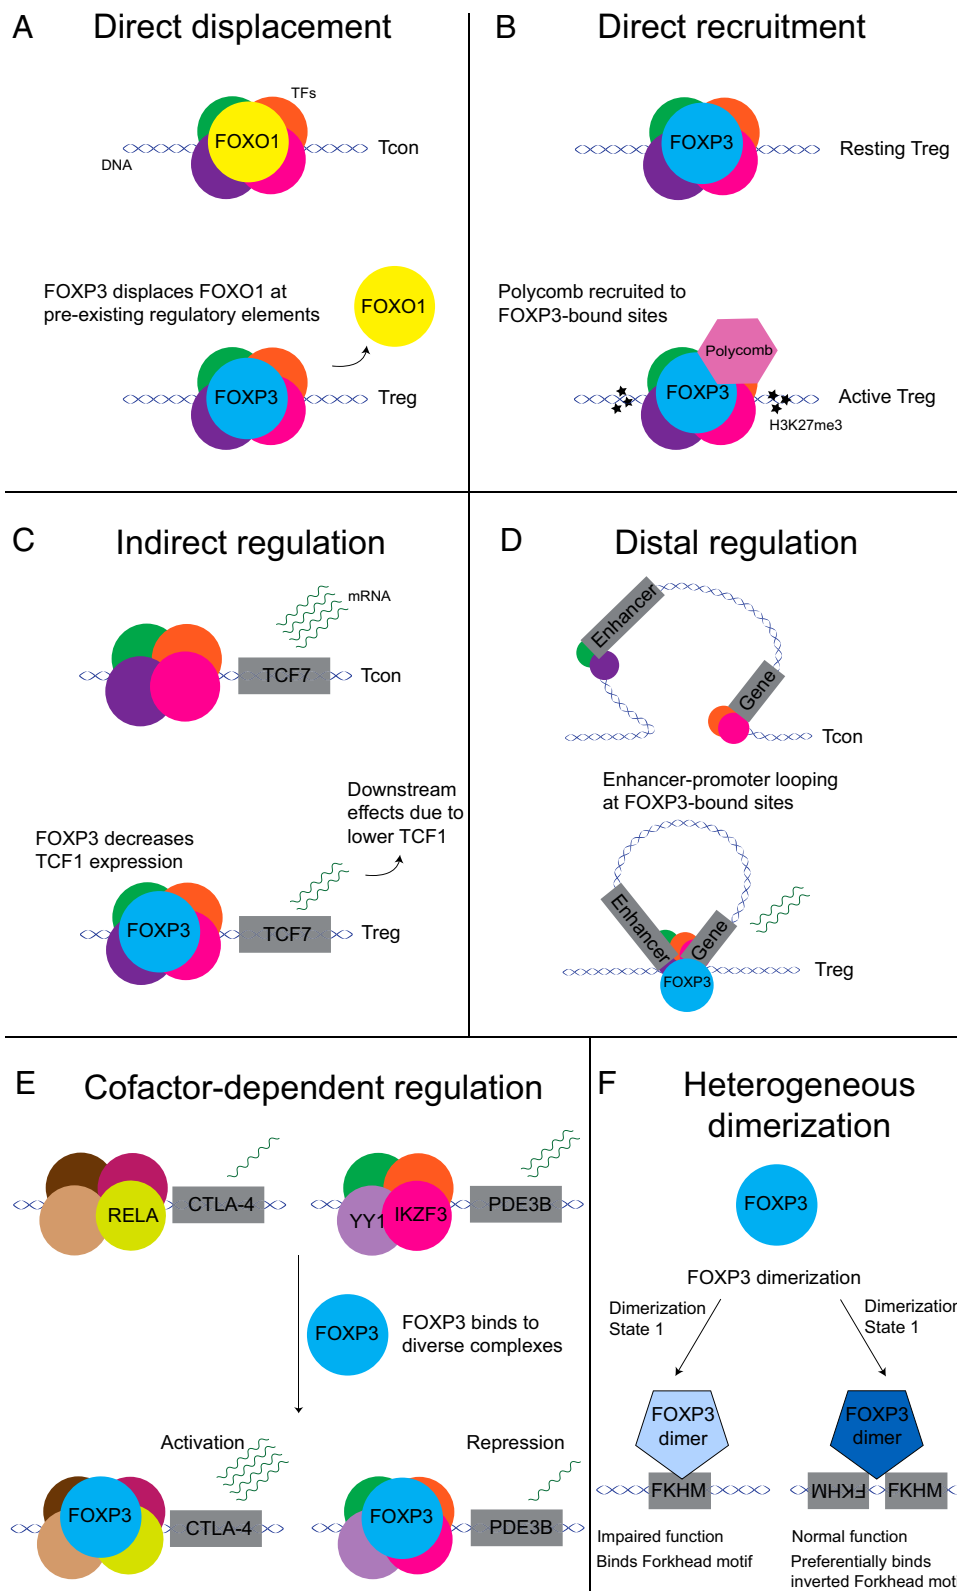 A
Direct displacement
TFs
FOXO1
DNA
Tcon
FOXP3 displaces FOXO1 at
pre-existing regulatory elements
FOXO1
FOXP3
Treg
B
Direct recruitment
FOXP3
Resting Treg
Polycomb recruited to
FOXP3-bound sites
Polycomb
FOXP3
Active Treg
H3K27me3
C
Indirect regulation
mRNA
TCF7
Tcon
Downstream
effects due to
lower TCF1
FOXP3 decreases
TCF1 expression
FOXP3
TCF7
Treg
D
Distal regulation
Enhancer
Gene
Tcon
Enhancer-promoter looping
at FOXP3-bound sites
Enhancer
Gene
FOXP3
Treg
E
Cofactor-dependent regulation
RELA
CTLA-4
YY1
IKZF3
PDE3B
FOXP3
FOXP3 binds to
diverse complexes
Activation
FOXP3
CTLA-4
Repression
FOXP3
PDE3B
F
Heterogeneous
dimerization
FOXP3
FOXP3 dimerization
Dimerization
State 1
Dimerization
State 1
FOXP3
dimer
FKHM
FOXP3
dimer
FKHM
FKHM
Impaired function
Binds Forkhead motif
Normal function
Preferentially binds
inverted Forkhead mot